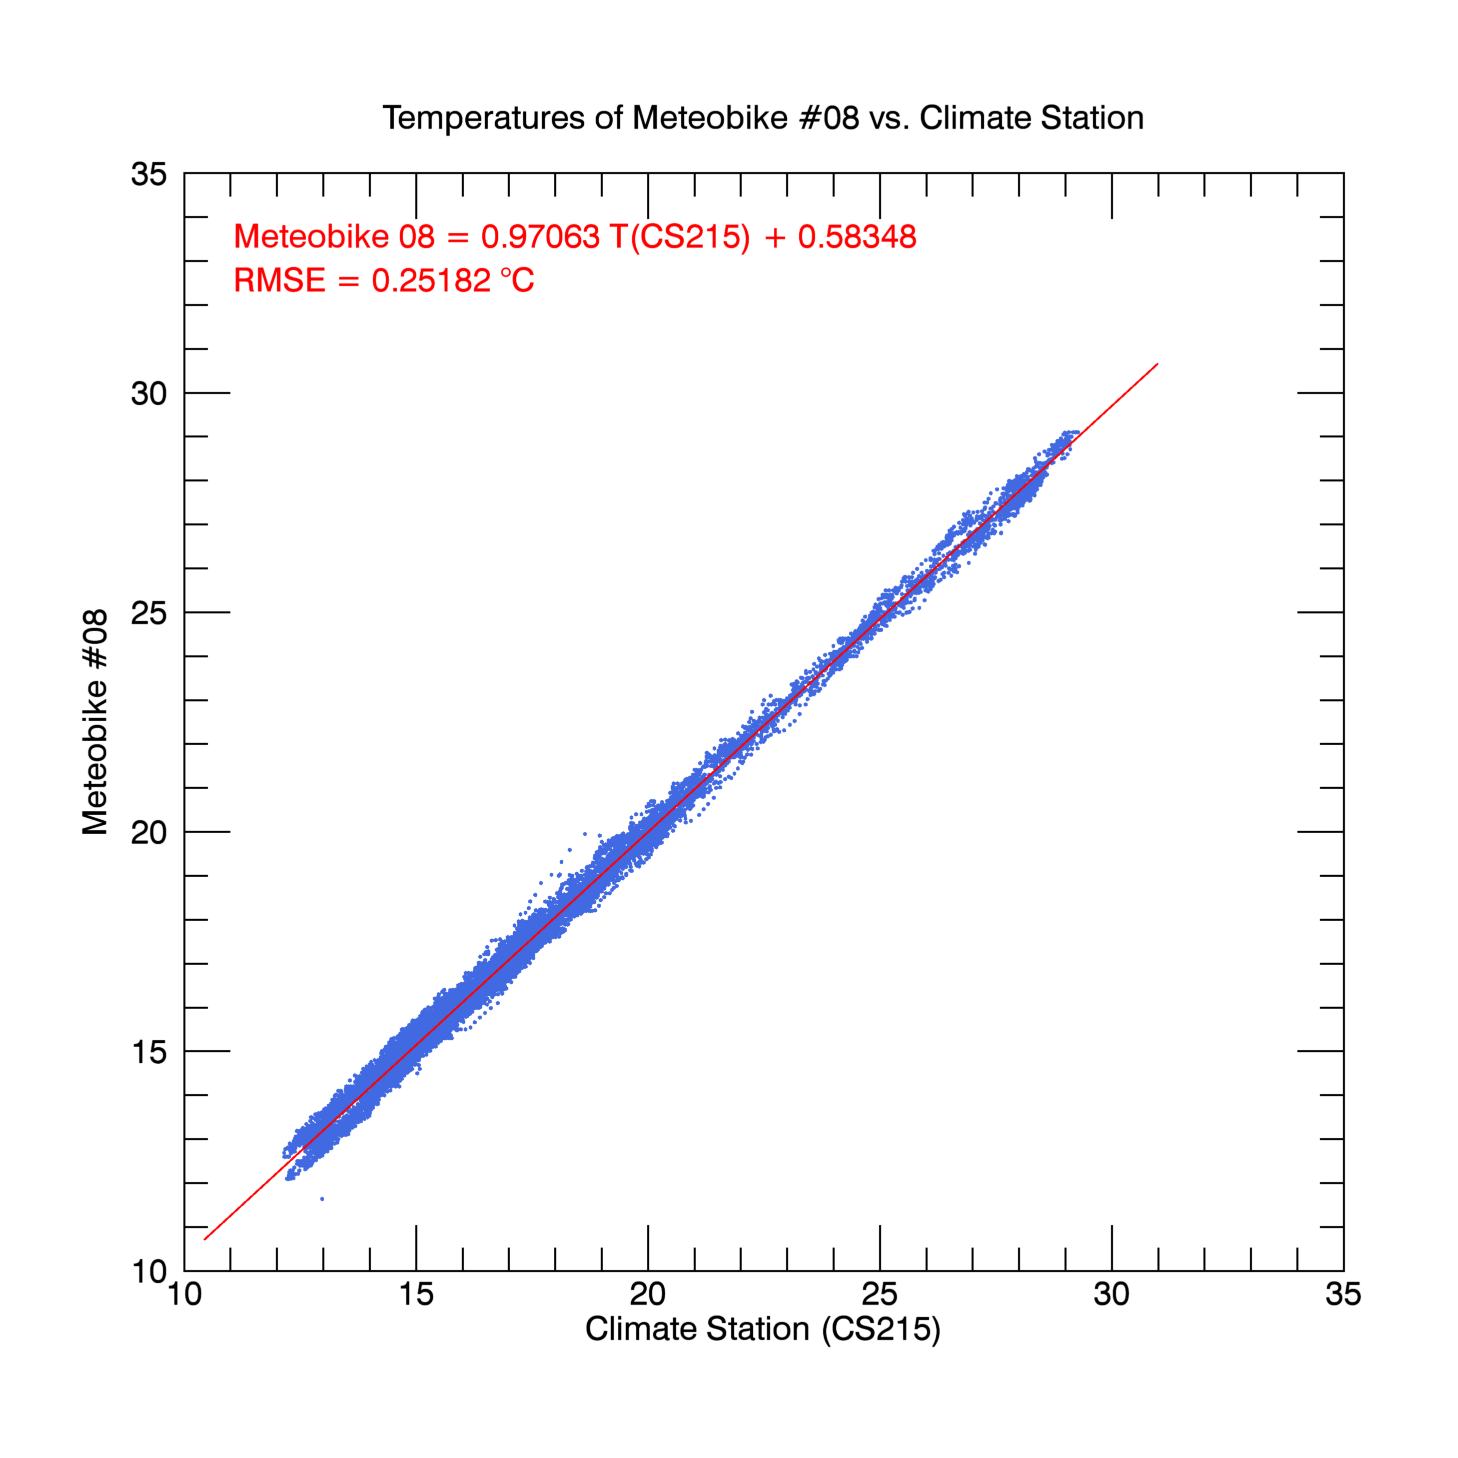 Temperatures of Meteobike #08 vs. Climate Station
35
Meteobike 08 = 0.97063 T(CS215) + 0.58348
RMSE = 0.25182 °C
30
25
Meteobike #08
20
15
10
10 15 20 25 30 35
Climate Station (CS215)